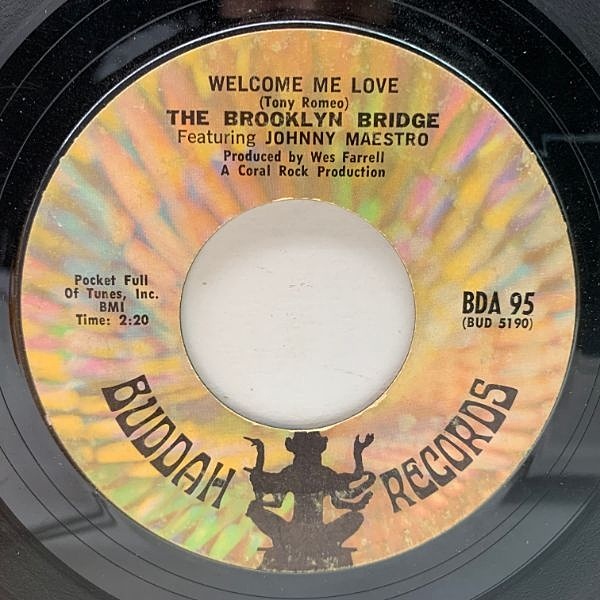 WELCOME ME LOVE
(Tony Romeo)
THE BROOKLYN BRIDGE
Featuring JOHNNY MAESTRO
Produced by Wes Farrell
A Coral Rock Production
Pocket Full
Of Tunes, Inc.
BMI
Time: 2:20
BDA 95
(BUD 5190)
BUDDAH RECORDS